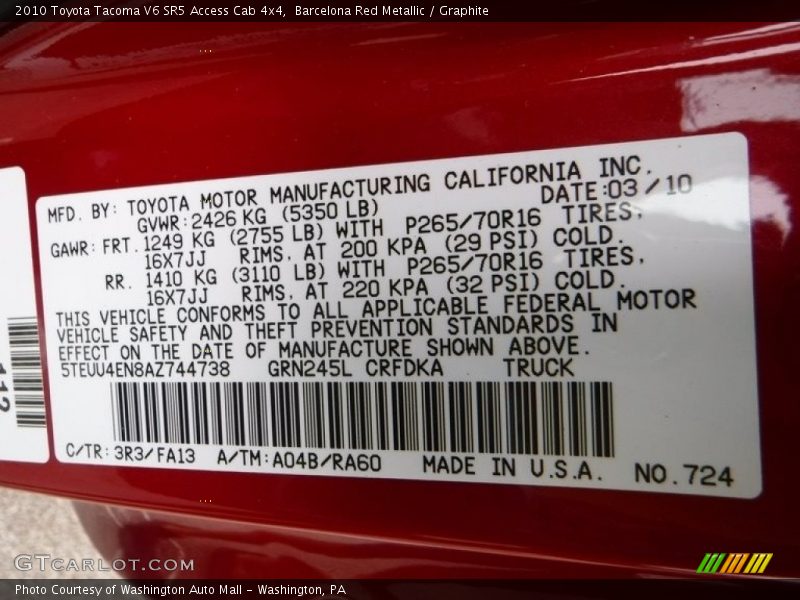 2010 Toyota Tacoma V6 SR5 Access Cab 4x4,  Barcelona Red Metallic / Graphite
MFD. BY: TOYOTA MOTOR MANUFACTURING CALIFORNIA INC.
GVWR:2426 KG (5350 LB) DATE:03/10
GAWR: FRT. 1249 KG (2755 LB) WITH P265/70R16 TIRES,
16X7JJ RIMS, AT 200 KPA (29 PSI) COLD.
RR. 1410 KG (3110 LB) WITH P265/70R16 TIRES,
16X7JJ RIMS, AT 220 KPA (32 PSI) COLD.
THIS VEHICLE CONFORMS TO ALL APPLICABLE FEDERAL MOTOR
VEHICLE SAFETY AND THEFT PREVENTION STANDARDS IN
EFFECT ON THE DATE OF MANUFACTURE SHOWN ABOVE.
5TEUU4EN8AZ744738 GRN245L CRFDKA TRUCK
C/TR: 3R3/FA13 A/TM: A04B/RA60 MADE IN U.S.A. NO.724
112
GTCARLOT.COM
Photo Courtesy of Washington Auto Mall - Washington, PA